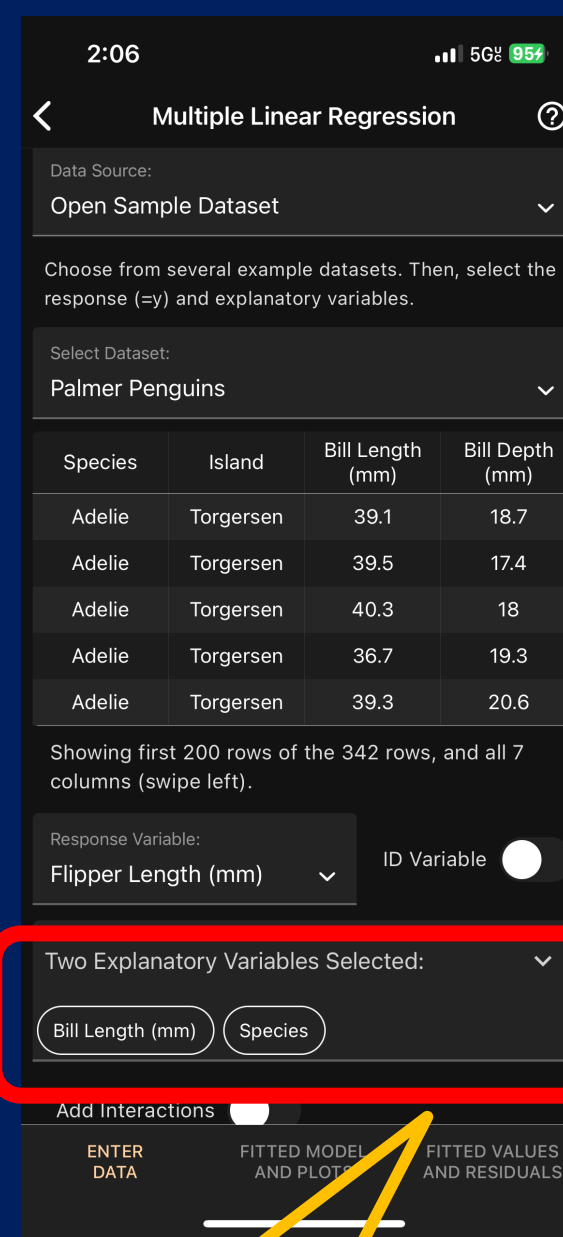 2:06 5G 95
Multiple Linear Regression ?
Data Source:
Open Sample Dataset
Choose from several example datasets. Then, select the
response (=y) and explanatory variables.
Select Dataset:
Palmer Penguins
Species Island Bill Length (mm) Bill Depth (mm)
Adelie Torgersen 39.1 18.7
Adelie Torgersen 39.5 17.4
Adelie Torgersen 40.3 18
Adelie Torgersen 36.7 19.3
Adelie Torgersen 39.3 20.6
Showing first 200 rows of the 342 rows, and all 7
columns (swipe left).
Response Variable:
Flipper Length (mm)
ID Variable
Two Explanatory Variables Selected:
Bill Length (mm) Species
Add Interactions
ENTER DATA
FITTED MODEL AND PLOTS
FITTED VALUES AND RESIDUALS